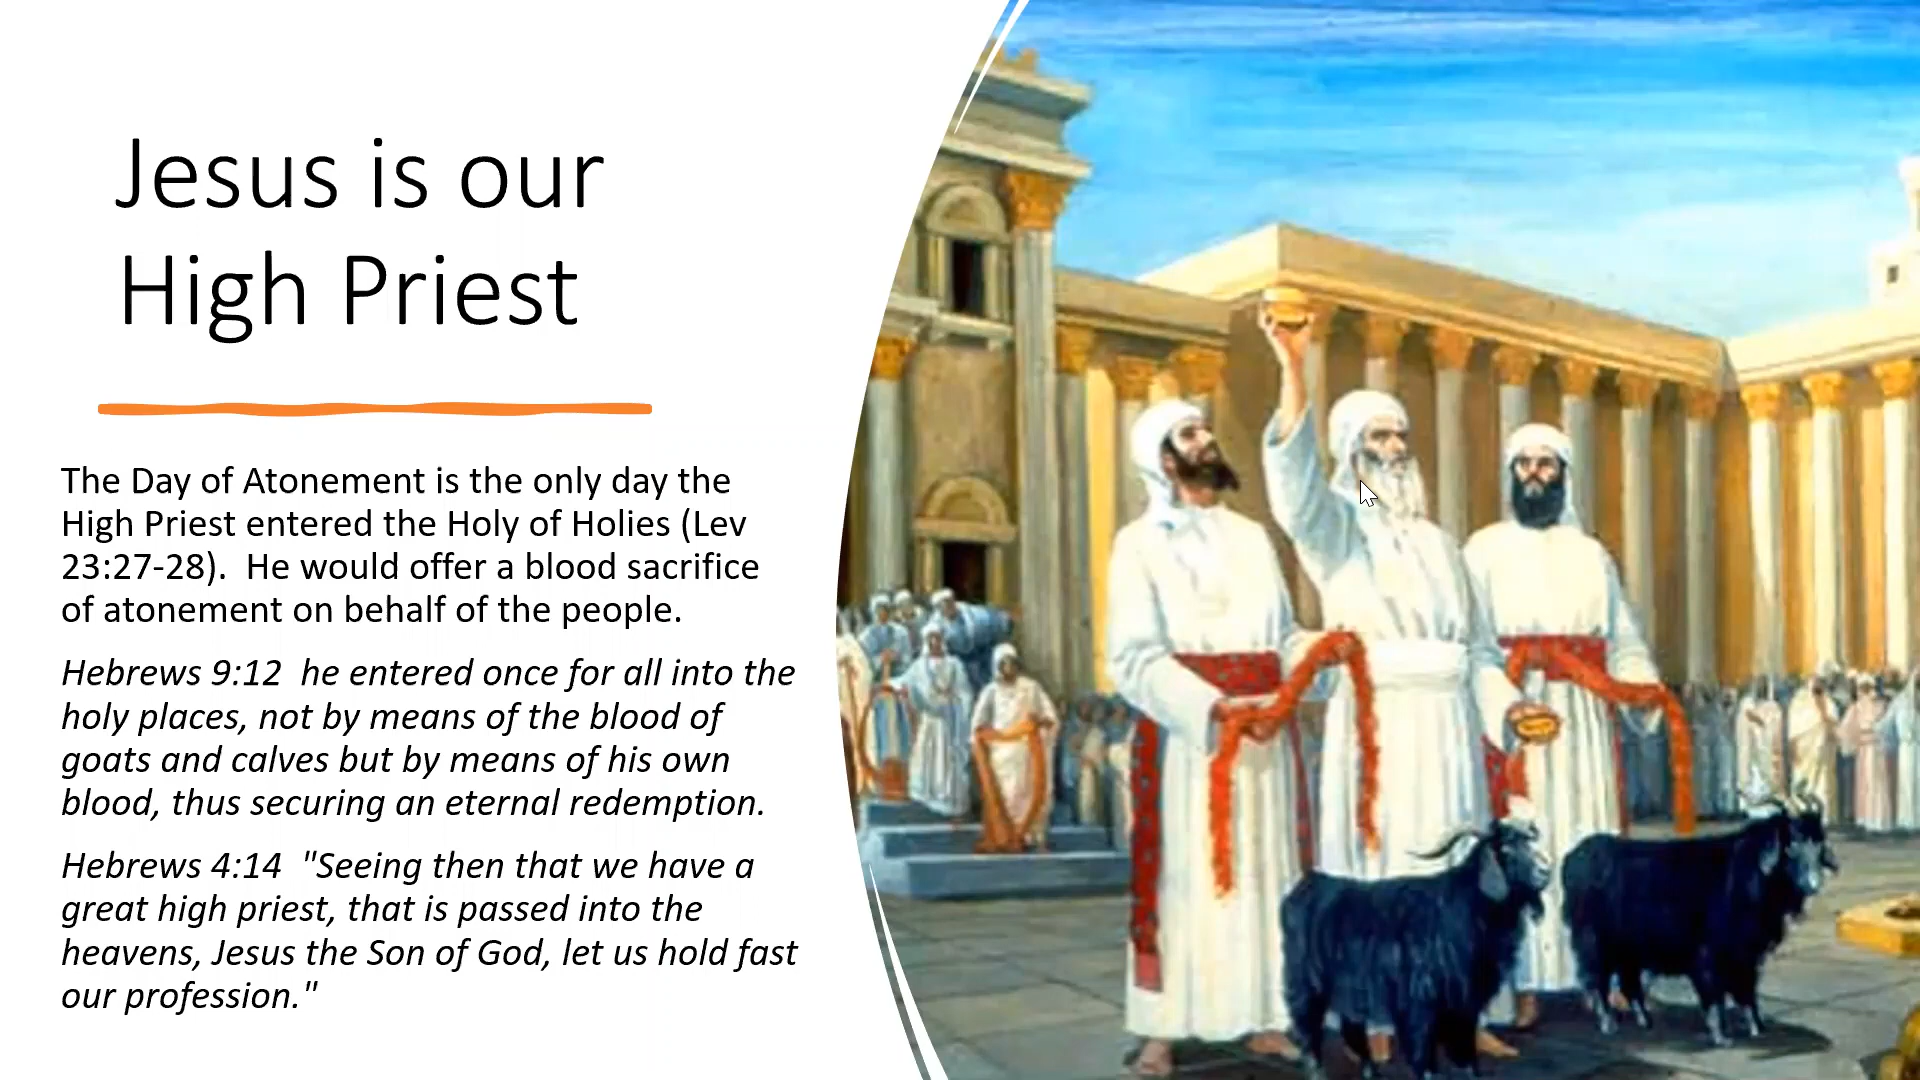 Jesus is our
High Priest
The Day of Atonement is the only day the
High Priest entered the Holy of Holies (Lev
23:27-28).  He would offer a blood sacrifice
of atonement on behalf of the people.
Hebrews 9:12  he entered once for all into the
holy places, not by means of the blood of
goats and calves but by means of his own
blood, thus securing an eternal redemption.
Hebrews 4:14  "Seeing then that we have a
great high priest, that is passed into the
heavens, Jesus the Son of God, let us hold fast
our profession."